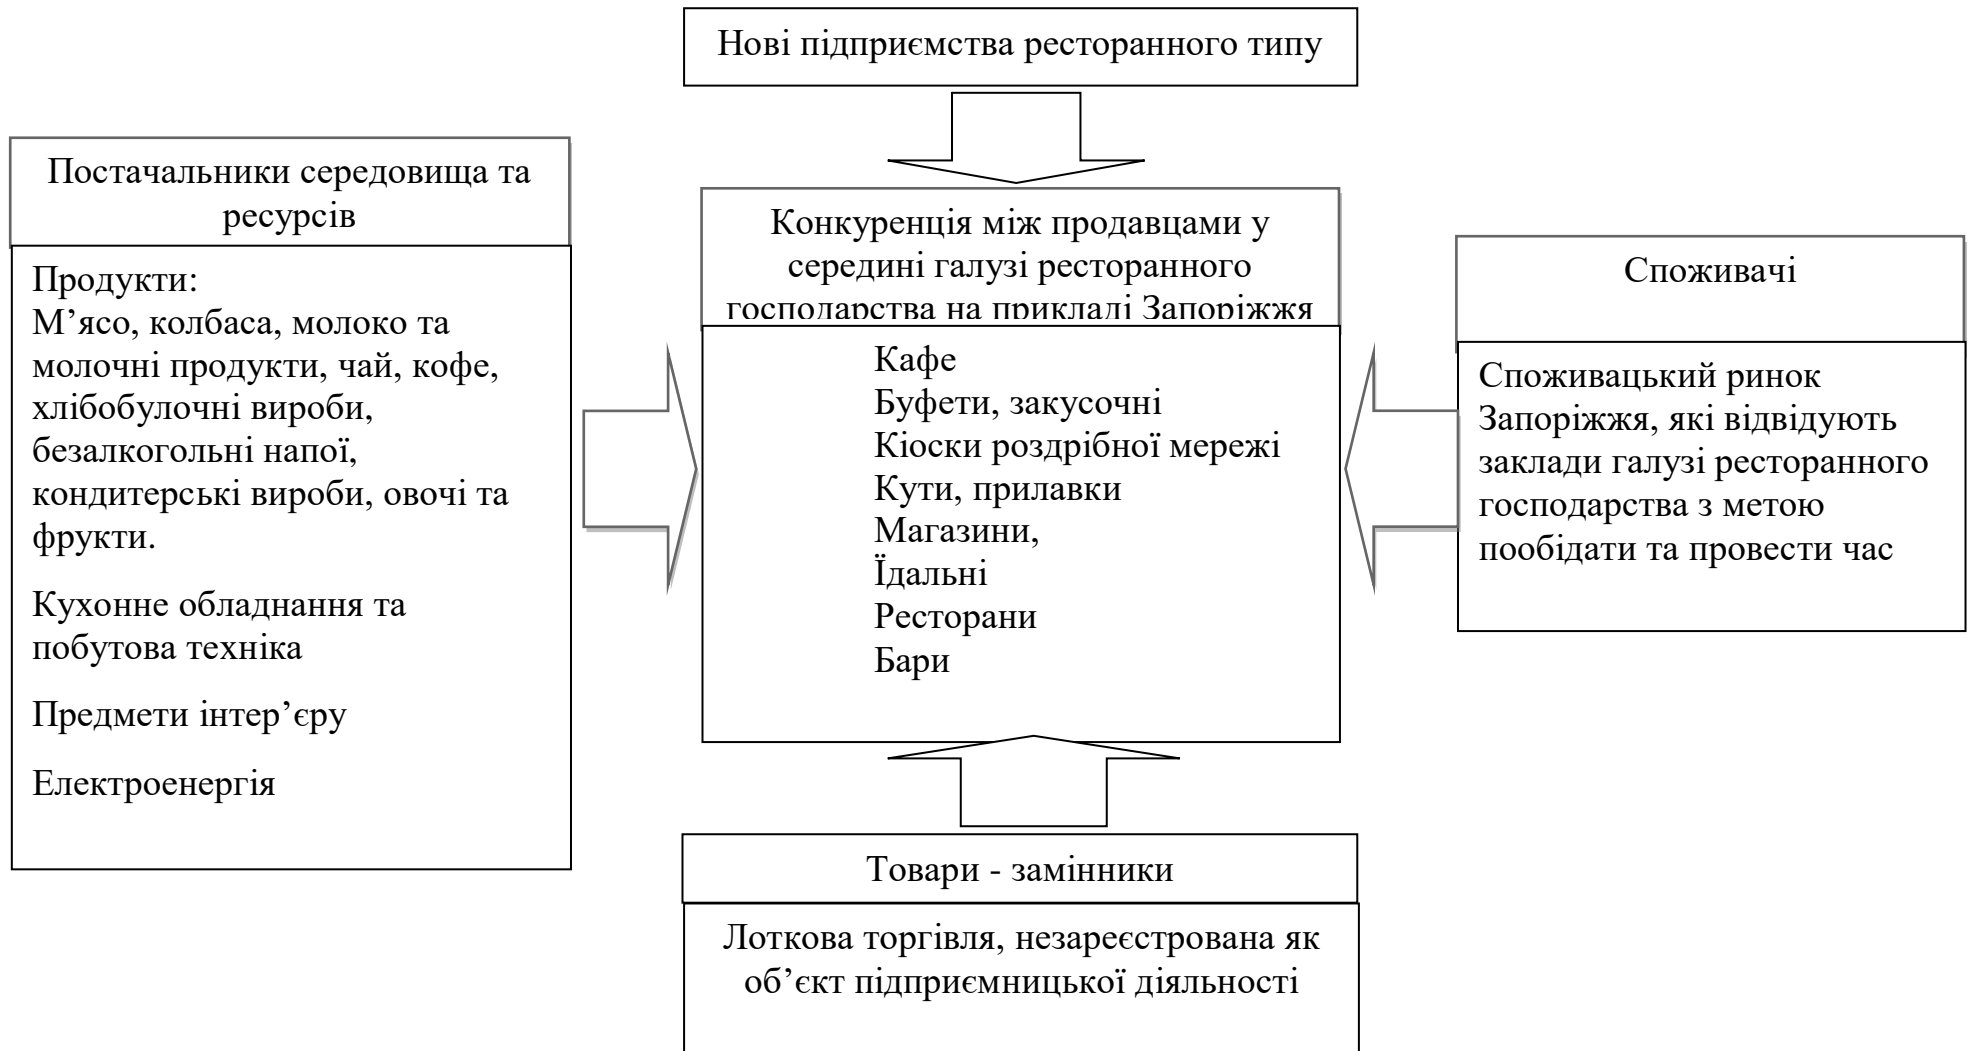 Нові підприємства ресторанного типу
Постачальники середовища та
ресурсів
Продукти:
М’ясо, колбаса, молоко та
молочні продукти, чай, кофе,
хлібобулочні вироби,
безалкогольні напої,
кондитерські вироби, овочі та
фрукти.
Кухонне обладнання та
побутова техніка
Предмети інтер’єру
Електроенергія
Конкуренція між продавцами у
середині галузі ресторанного
господарства на прикладі Запоріжжя
Кафе
Буфети, закусочні
Кіоски роздрібної мережі
Кути, прилавки
Магазини,
Їдальні
Ресторани
Бари
Споживачі
Споживацький ринок
Запоріжжя, які відвідують
заклади галузі ресторанного
господарства з метою
пообідати та провести час
Товари - замінники
Лоткова торгівля, незареєстрована як
об’єкт підприємницької діяльності